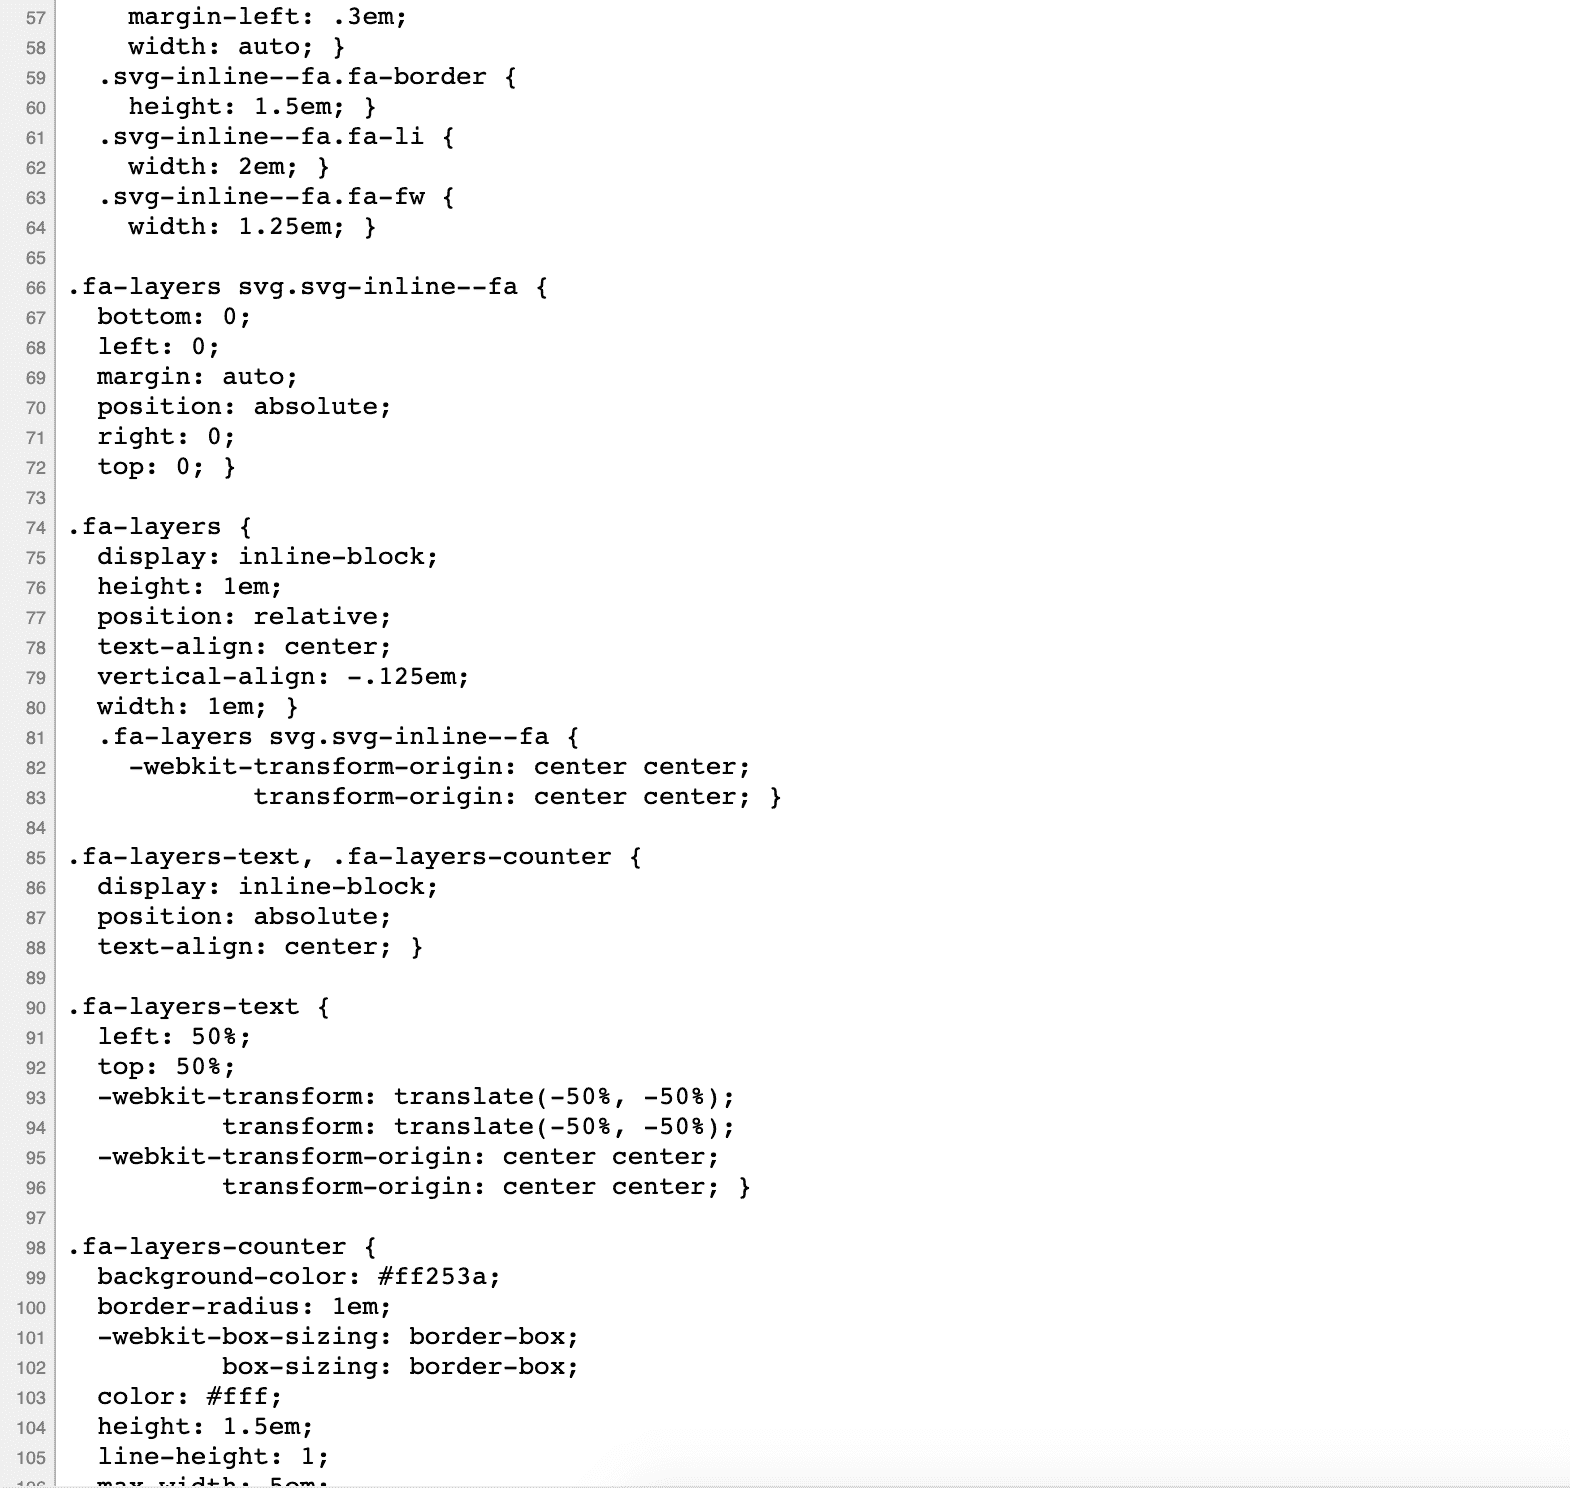 57 margin-left: .3em;
58 width: auto; }
59 .svg-inline--fa.fa-border {
60 height: 1.5em; }
61 .svg-inline--fa.fa-li {
62 width: 2em; }
63 .svg-inline--fa.fa-fw {
64 width: 1.25em; }
65
66 .fa-layers svg.svg-inline--fa {
67 bottom: 0;
68 left: 0;
69 margin: auto;
70 position: absolute;
71 right: 0;
72 top: 0; }
73
74 .fa-layers {
75 display: inline-block;
76 height: 1em;
77 position: relative;
78 text-align: center;
79 vertical-align: -.125em;
80 width: 1em; }
81 .fa-layers svg.svg-inline--fa {
82 -webkit-transform-origin: center center;
83 transform-origin: center center; }
84
85 .fa-layers-text, .fa-layers-counter {
86 display: inline-block;
87 position: absolute;
88 text-align: center; }
89
90 .fa-layers-text {
91 left: 50%;
92 top: 50%;
93 -webkit-transform: translate(-50%, -50%);
94 transform: translate(-50%, -50%);
95 -webkit-transform-origin: center center;
96 transform-origin: center center; }
97
98 .fa-layers-counter {
99 background-color: #ff253a;
100 border-radius: 1em;
101 -webkit-box-sizing: border-box;
102 box-sizing: border-box;
103 color: #fff;
104 height: 1.5em;
105 line-height: 1;
106 max-width: 5em;